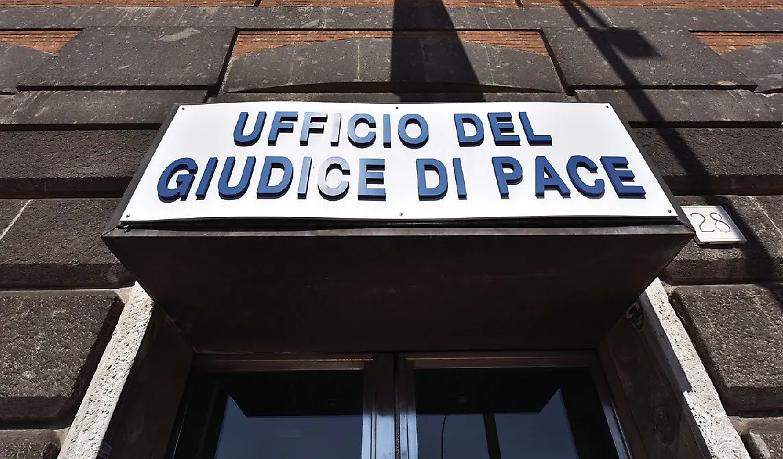 UFFICIO DEL
GIUDICE DI PACE
28